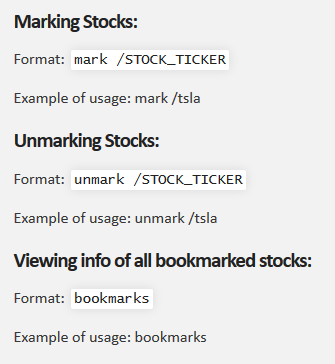 Marking Stocks:
Format: mark /STOCK_TICKER
Example of usage: mark /tsla
Unmarking Stocks:
Format: unmark /STOCK_TICKER
Example of usage: unmark /tsla
Viewing info of all bookmarked stocks:
Format: bookmarks
Example of usage: bookmarks